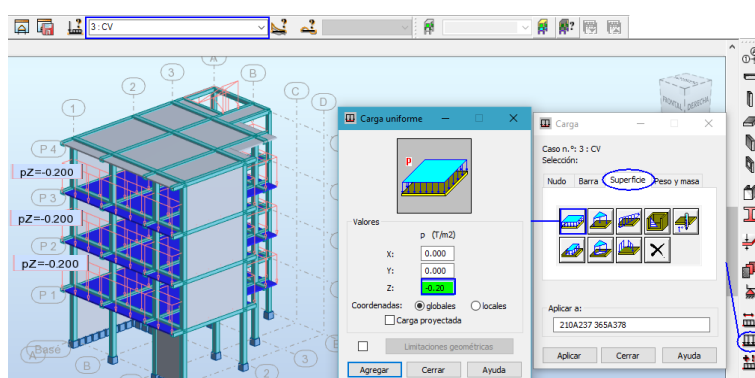 3 : CV
A
B
C
D
3
2
1
P 4
pZ=-0.200
P 3
pZ=-0.200
P 2
pZ=-0.200
P 1
Base
A
B
2
3
FRONTAL
DERECHA
Carga uniforme
P
Valores
p (T/m2)
X: 0.000
Y: 0.000
Z: -0.20
Coordenadas: globales locales
Carga proyectada
Limitaciones geométricas
Agregar Cerrar Ayuda
Carga
Caso n.º: 3 : CV
Selección:
Nudo Barra Superficie Peso y masa
Aplicar a:
210A237 365A378
Aplicar Cerrar Ayuda